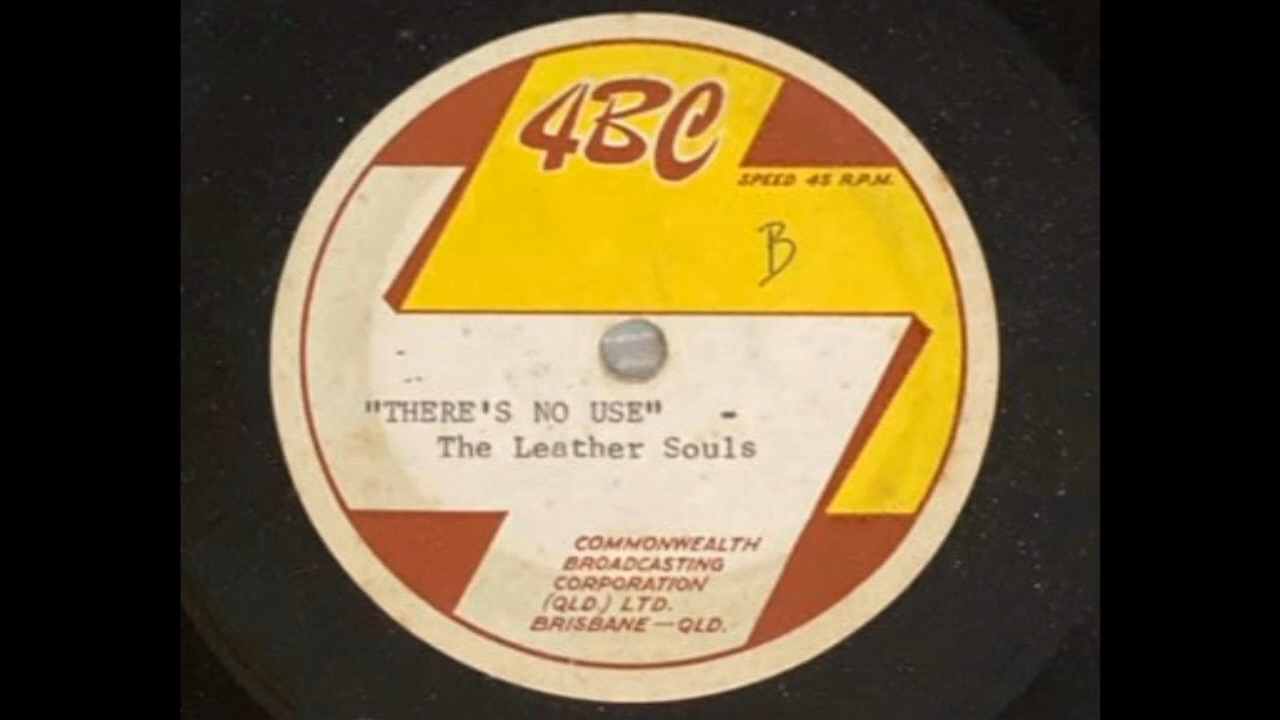 4BC
SPEED 45 R.P.M.
B
"THERE'S NO USE" -
The Leather Souls
COMMONWEALTH
BROADCASTING
CORPORATION
(QLD.) LTD.
BRISBANE — QLD.